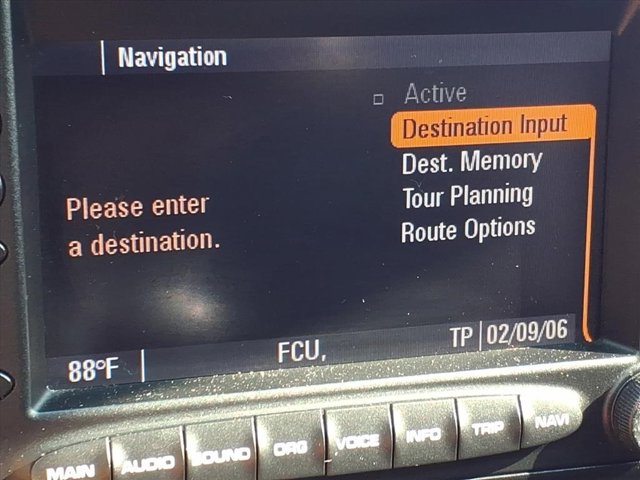 Navigation
Active
Destination Input
Dest. Memory
Tour Planning
Route Options
Please enter
a destination.
88°F
FCU,
TP
02/09/06
MAIN
AUDIO
SOUND
ORG
VOICE
INFO
TRIP
NAVI